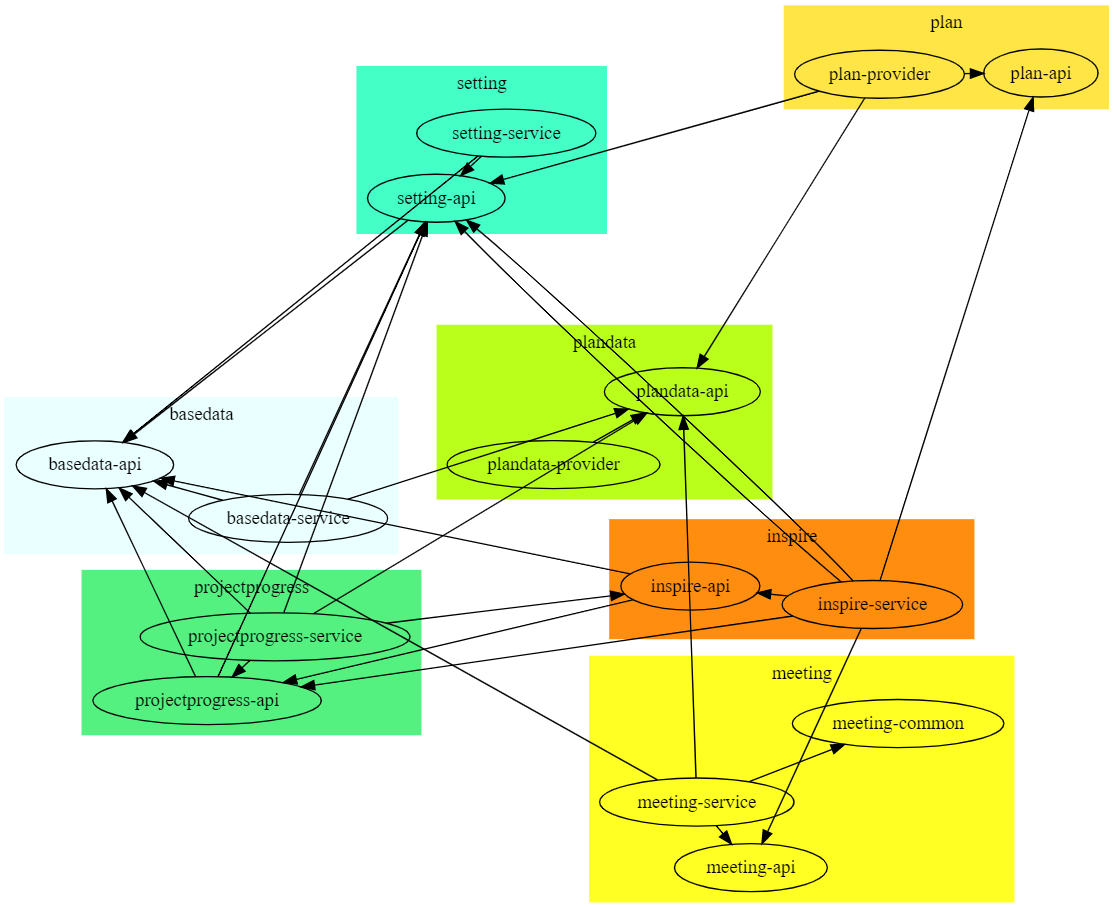 plan
plan-provider
plan-api
setting
setting-service
setting-api
plandata
plandata-api
plandata-provider
basedata
basedata-api
basedata-service
inspire
inspire-api
inspire-service
projectprogress
projectprogress-service
projectprogress-api
meeting
meeting-common
meeting-service
meeting-api